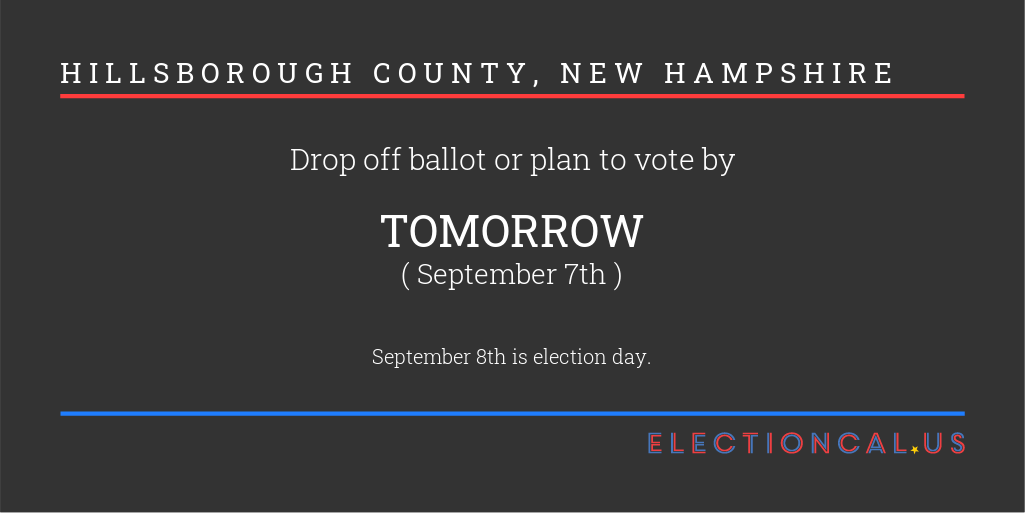 HILLSBOROUGH COUNTY, NEW HAMPSHIRE
Drop off ballot or plan to vote by
TOMORROW
( September 7th )
September 8th is election day.
ELECTIONCAL.US